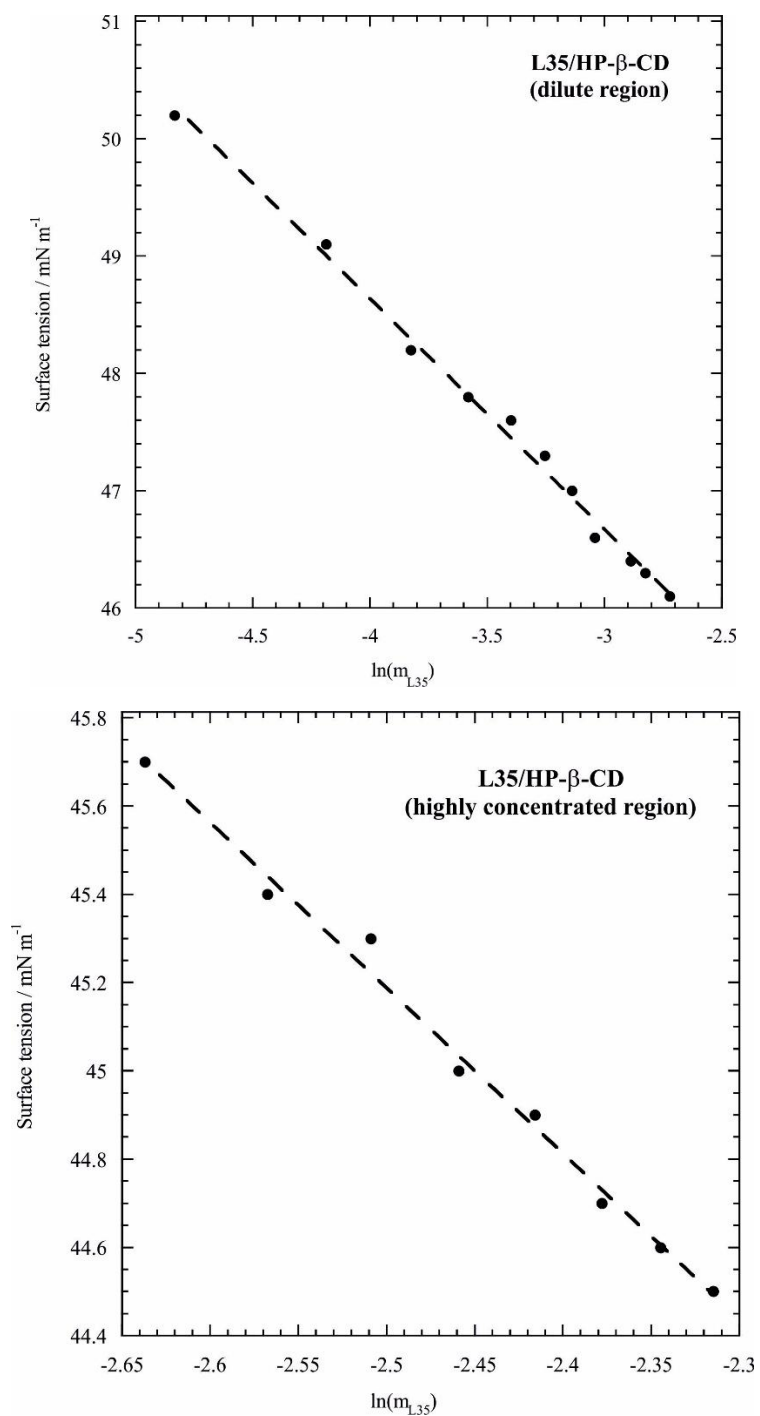 51
L35/HP-β-CD
(dilute region)
50
49
48
47
46
Surface tension / mN m⁻¹
-5 -4.5 -4 -3.5 -3 -2.5
ln(m_L35)
45.8
L35/HP-β-CD
(highly concentrated region)
45.6
45.4
45.2
45
44.8
44.6
44.4
Surface tension / mN m⁻¹
-2.65 -2.6 -2.55 -2.5 -2.45 -2.4 -2.35 -2.3
ln(m_L35)